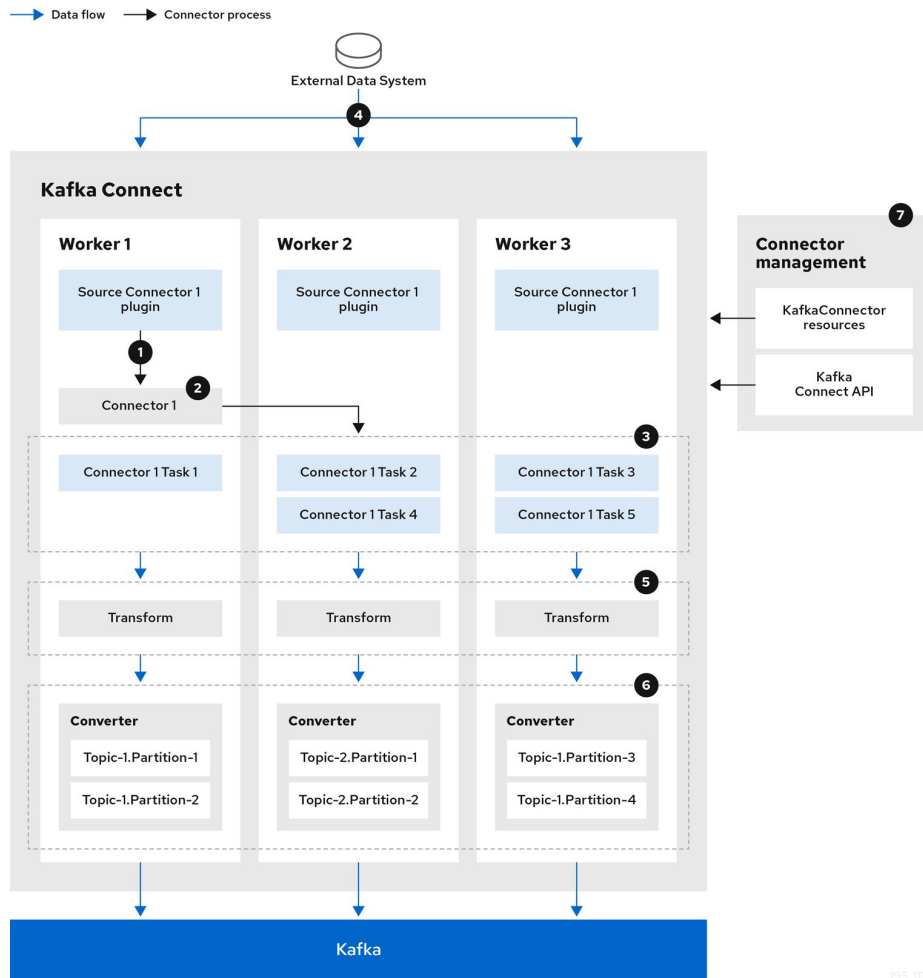 Data flow
Connector process
External Data System
4
Kafka Connect
7
Worker 1
Worker 2
Worker 3
Connector
management
Source Connector 1
plugin
Source Connector 1
plugin
Source Connector 1
plugin
KafkaConnector
resources
1
Kafka
Connect API
2
Connector 1
3
Connector 1 Task 1
Connector 1 Task 2
Connector 1 Task 3
Connector 1 Task 4
Connector 1 Task 5
5
Transform
Transform
Transform
6
Converter
Converter
Converter
Topic-1.Partition-1
Topic-2.Partition-1
Topic-1.Partition-3
Topic-1.Partition-2
Topic-2.Partition-2
Topic-1.Partition-4
Kafka